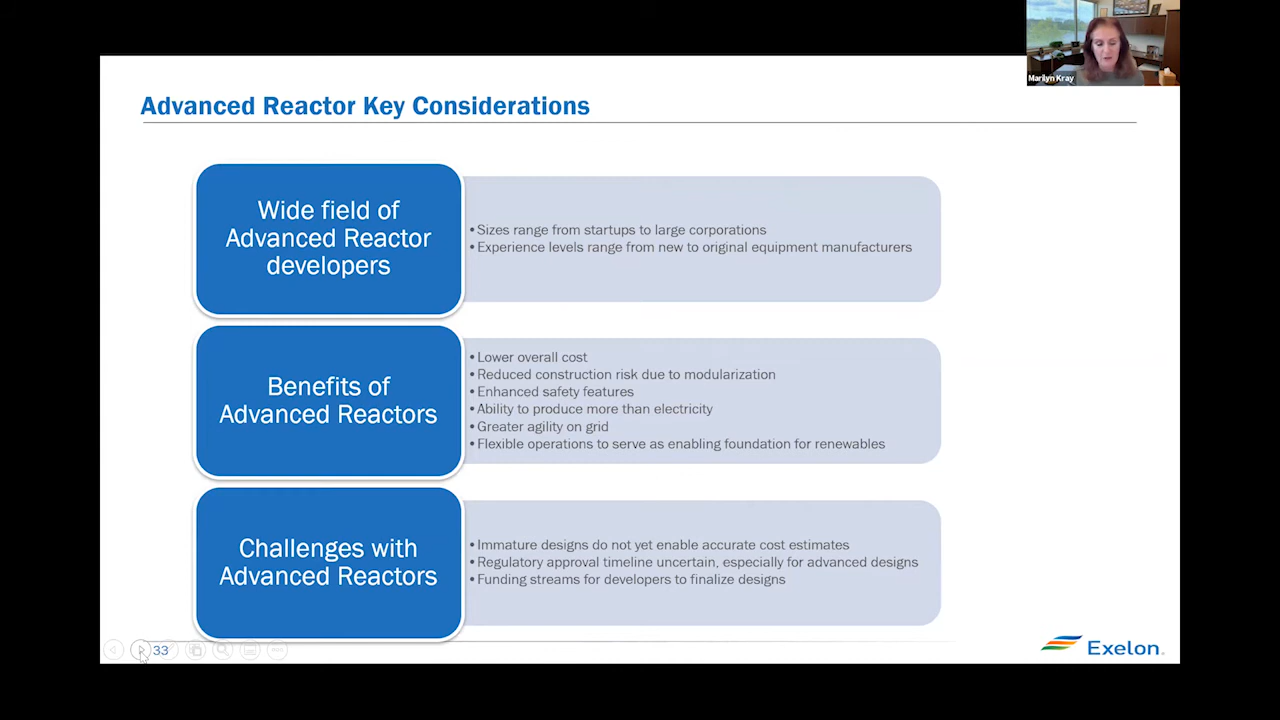 Marilyn Kray
Advanced Reactor Key Considerations
Wide field of
Advanced Reactor
developers
• Sizes range from startups to large corporations
• Experience levels range from new to original equipment manufacturers
Benefits of
Advanced Reactors
• Lower overall cost
• Reduced construction risk due to modularization
• Enhanced safety features
• Ability to produce more than electricity
• Greater agility on grid
• Flexible operations to serve as enabling foundation for renewables
Challenges with
Advanced Reactors
• Immature designs do not yet enable accurate cost estimates
• Regulatory approval timeline uncertain, especially for advanced designs
• Funding streams for developers to finalize designs
33
Exelon.